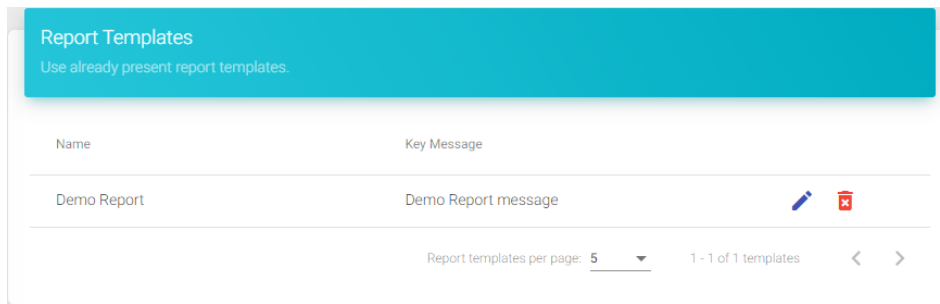 Report Templates
Use already present report templates.
Name Key Message
Demo Report Demo Report message
Report templates per page: 5 1 - 1 of 1 templates